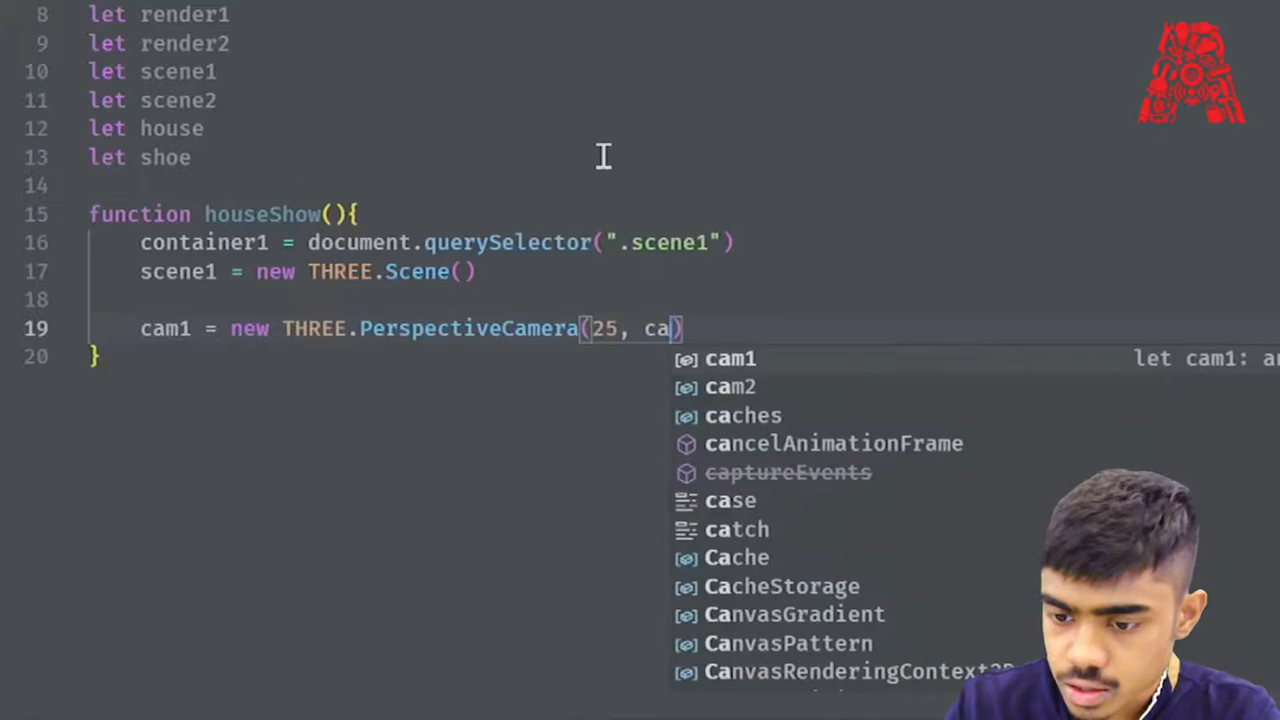 8 let render1
9 let render2
10 let scene1
11 let scene2
12 let house
13 let shoe
14
15 function houseShow(){
16 container1 = document.querySelector(".scene1")
17 scene1 = new THREE.Scene()
18
19 cam1 = new THREE.PerspectiveCamera(25, ca)
20 }
cam1 let cam1:
cam2
caches
cancelAnimationFrame
captureEvents
case
catch
Cache
CacheStorage
CanvasGradient
CanvasPattern